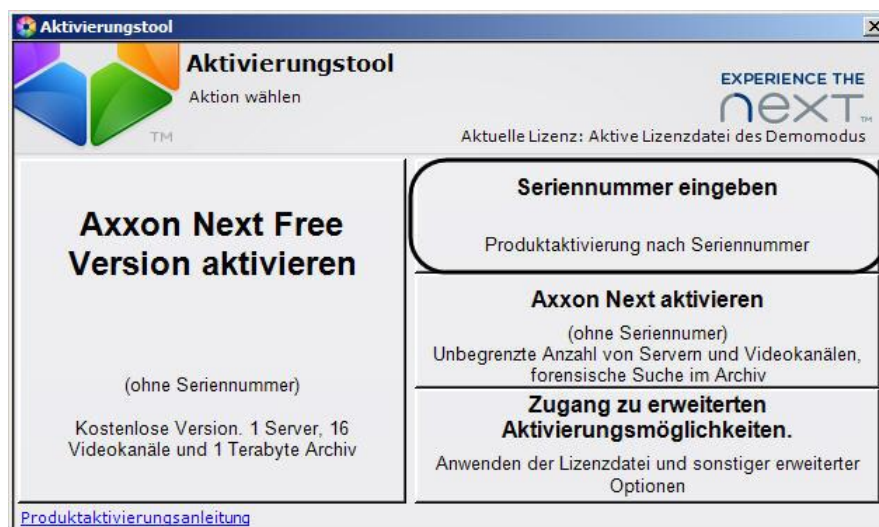 Aktivierungstool
Aktivierungstool
Aktion wählen
TM
EXPERIENCE THE
next™
Aktuelle Lizenz: Aktive Lizenzdatei des Demomodus
Axxon Next Free
Version aktivieren
(ohne Seriennummer)
Kostenlose Version. 1 Server, 16
Videokanäle und 1 Terabyte Archiv
Seriennummer eingeben
Produktaktivierung nach Seriennummer
Axxon Next aktivieren
(ohne Seriennumer)
Unbegrenzte Anzahl von Servern und Videokanälen,
forensische Suche im Archiv
Zugang zu erweiterten
Aktivierungsmöglichkeiten.
Anwenden der Lizenzdatei und sonstiger erweiterter
Optionen
Produktaktivierungsanleitung